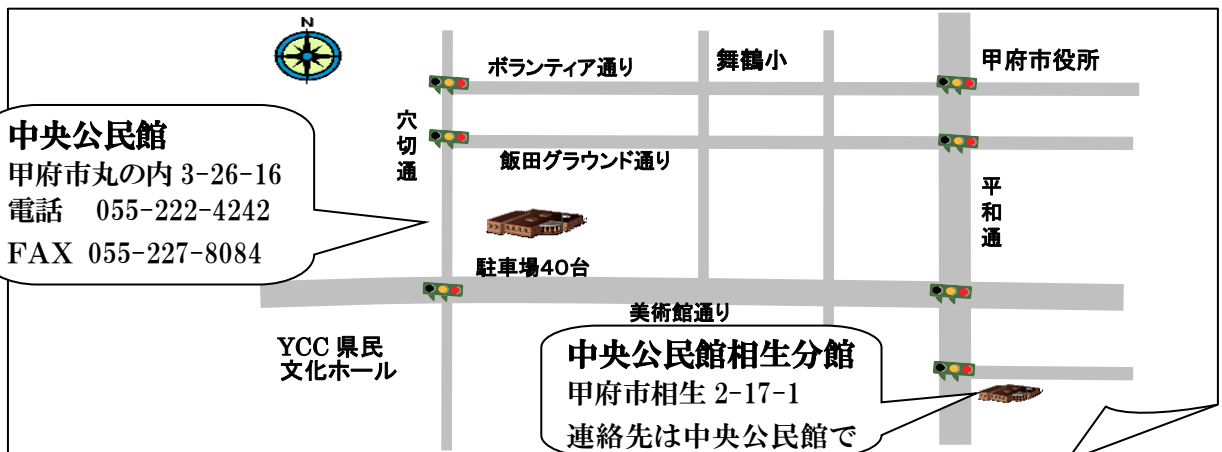 N
ボランティア通り
舞鶴小
甲府市役所
穴切通
飯田グラウンド通り
平和通
中央公民館
甲府市丸の内 3-26-16
電話 055-222-4242
FAX 055-227-8084
駐車場40台
美術館通り
YCC 県民
文化ホール
中央公民館相生分館
甲府市相生 2-17-1
連絡先は中央公民館で